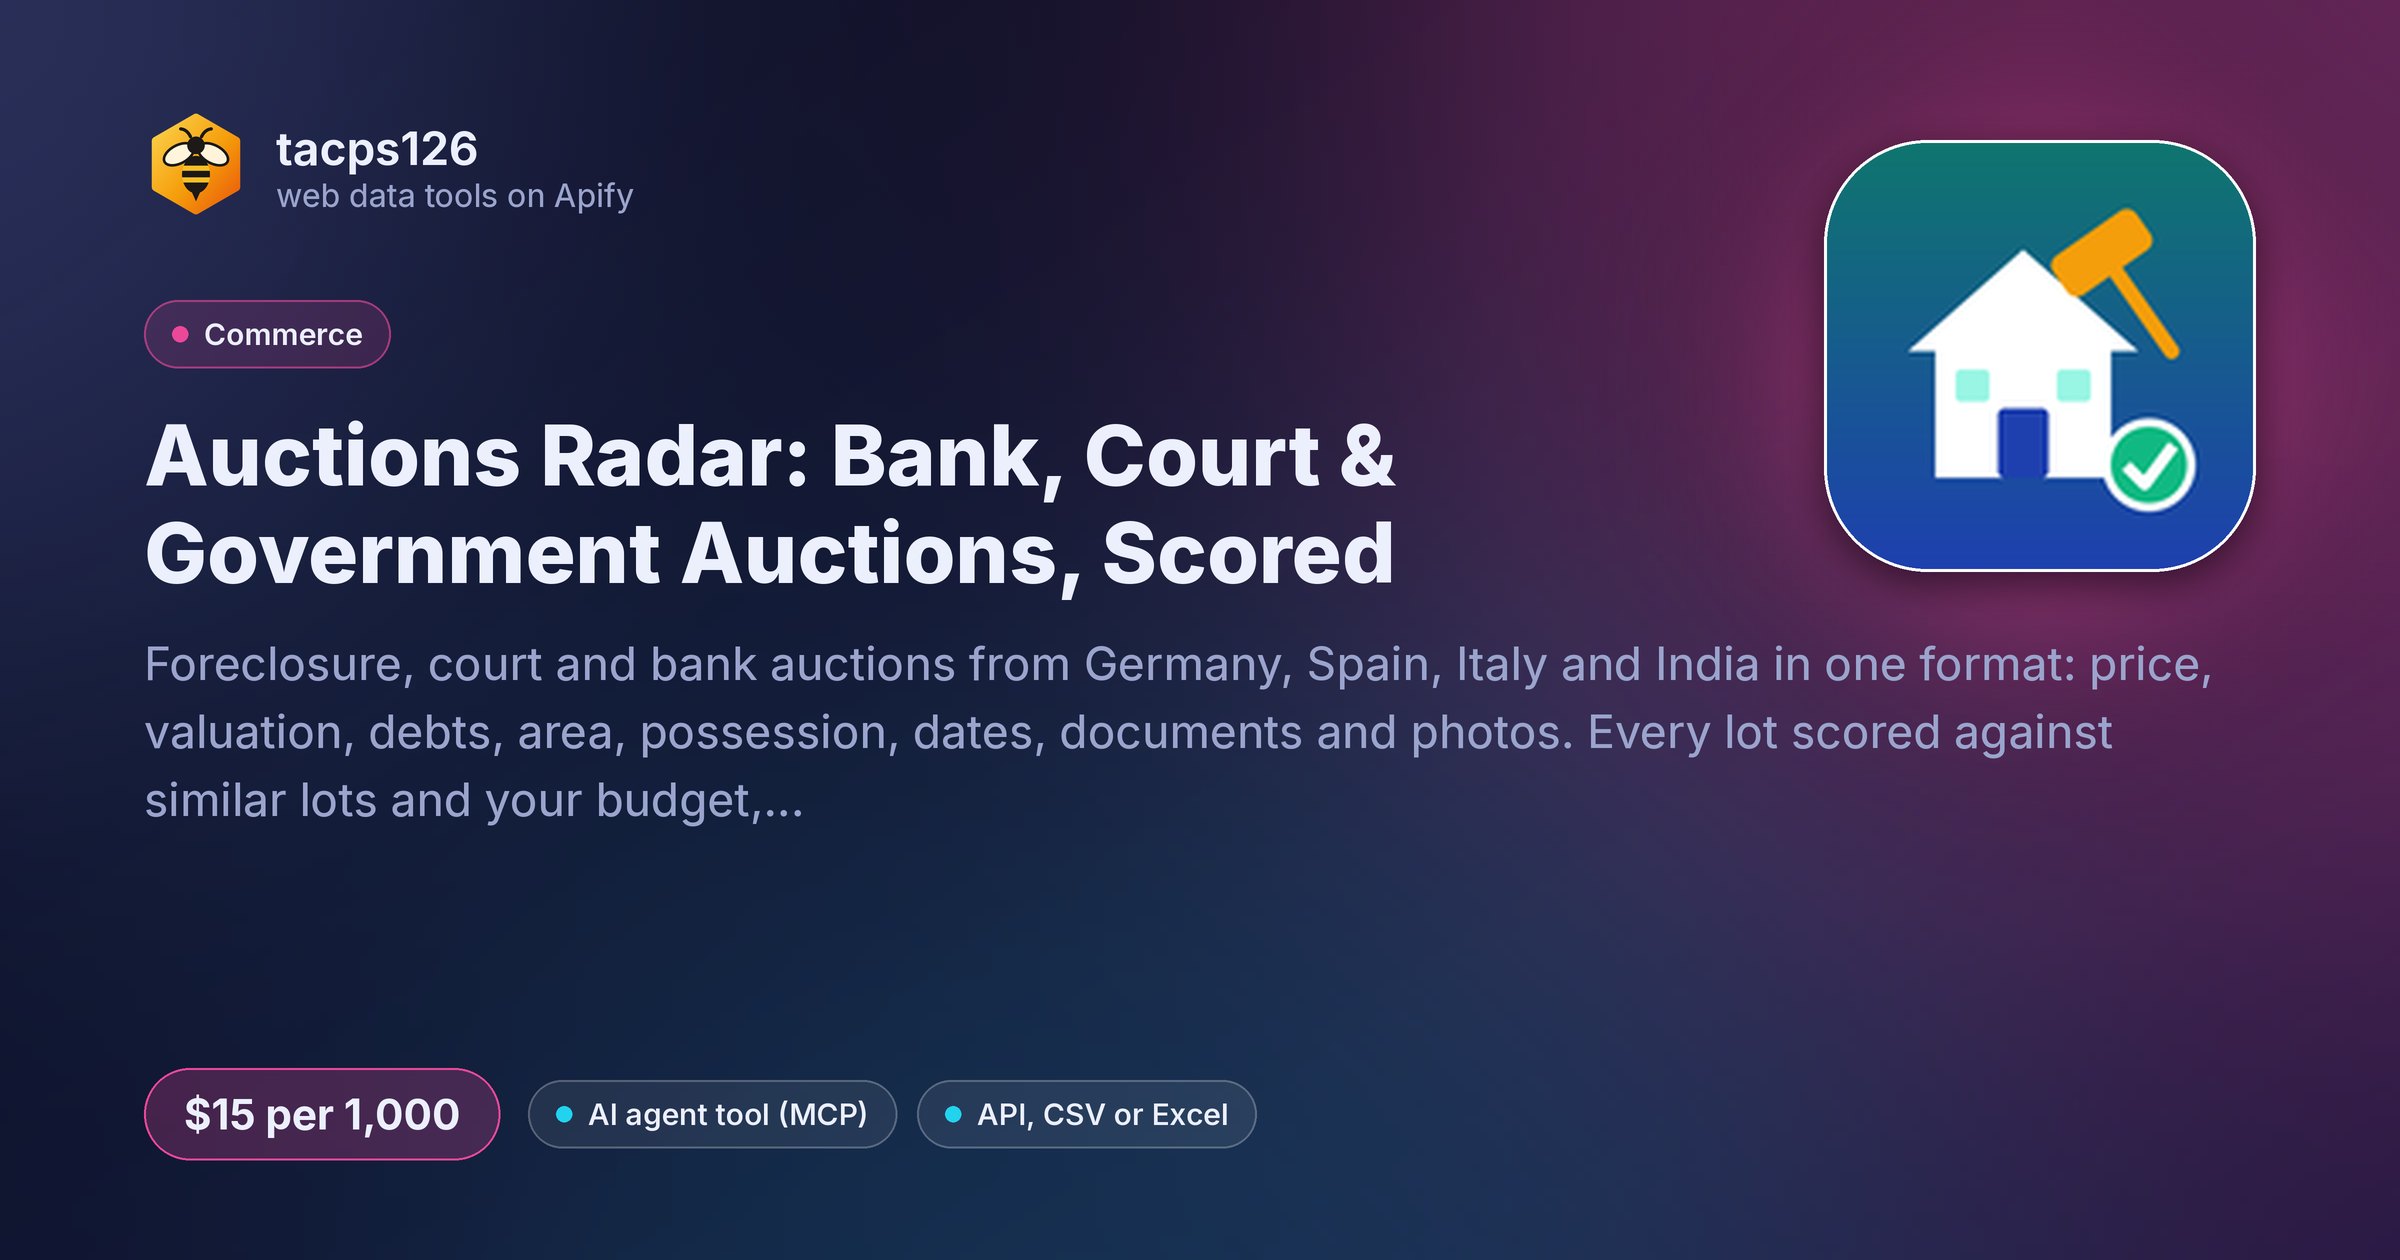 tacps126
web data tools on Apify
Commerce
Auctions Radar: Bank, Court &
Government Auctions, Scored
Foreclosure, court and bank auctions from Germany, Spain, Italy and India in one format: price,
valuation, debts, area, possession, dates, documents and photos. Every lot scored against
similar lots and your budget,...
$15 per 1,000
AI agent tool (MCP)
API, CSV or Excel